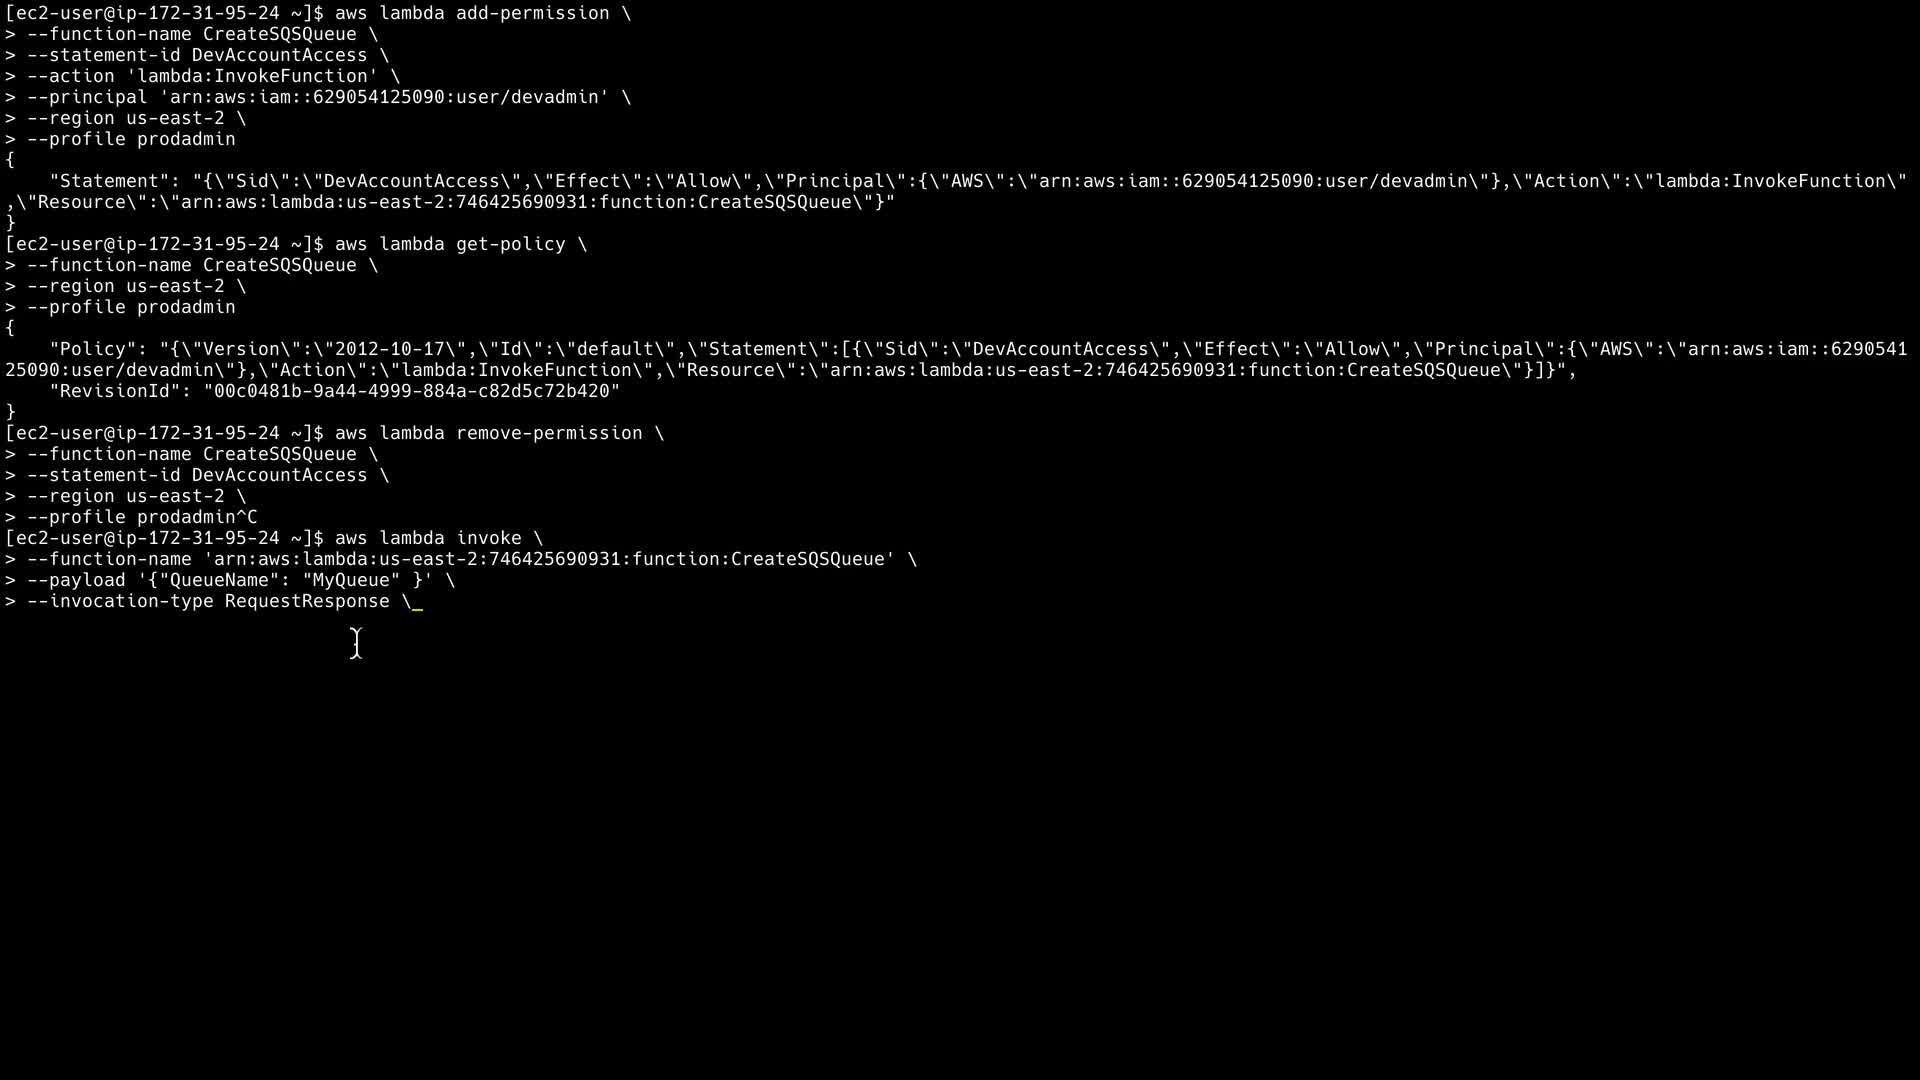 [ec2-user@ip-172-31-95-24 ~]$ aws lambda add-permission \
> --function-name CreateSQSQueue \
> --statement-id DevAccountAccess \
> --action 'lambda:InvokeFunction' \
> --principal 'arn:aws:iam::629054125090:user/devadmin' \
> --region us-east-2 \
> --profile prodadmin
{
    "Statement": "{\"Sid\":\"DevAccountAccess\",\"Effect\":\"Allow\",\"Principal\":{\"AWS\":\"arn:aws:iam::629054125090:user/devadmin\"},\"Action\":\"lambda:InvokeFunction\"
,\"Resource\":\"arn:aws:lambda:us-east-2:746425690931:function:CreateSQSQueue\"}"
}
[ec2-user@ip-172-31-95-24 ~]$ aws lambda get-policy \
> --function-name CreateSQSQueue \
> --region us-east-2 \
> --profile prodadmin
{
    "Policy": "{\"Version\":\"2012-10-17\",\"Id\":\"default\",\"Statement\":[{\"Sid\":\"DevAccountAccess\",\"Effect\":\"Allow\",\"Principal\":{\"AWS\":\"arn:aws:iam::6290541
25090:user/devadmin\"},\"Action\":\"lambda:InvokeFunction\",\"Resource\":\"arn:aws:lambda:us-east-2:746425690931:function:CreateSQSQueue\"}]}",
    "RevisionId": "00c0481b-9a44-4999-884a-c82d5c72b420"
}
[ec2-user@ip-172-31-95-24 ~]$ aws lambda remove-permission \
> --function-name CreateSQSQueue \
> --statement-id DevAccountAccess \
> --region us-east-2 \
> --profile prodadmin^C
[ec2-user@ip-172-31-95-24 ~]$ aws lambda invoke \
> --function-name 'arn:aws:lambda:us-east-2:746425690931:function:CreateSQSQueue' \
> --payload '{"QueueName": "MyQueue" }' \
> --invocation-type RequestResponse \_